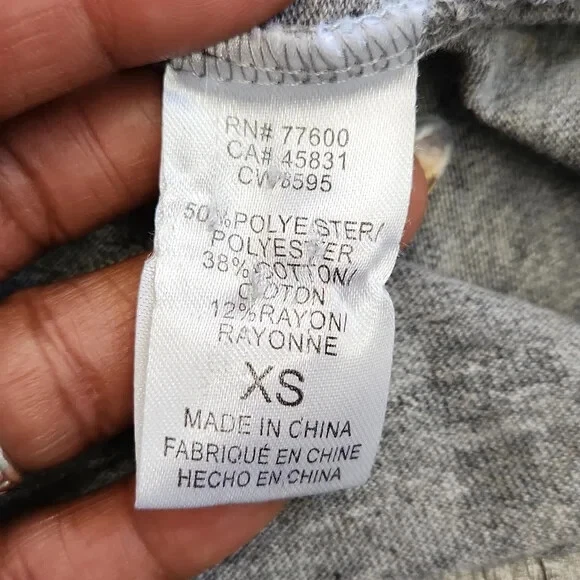 RN# 77600
CA# 45831
CW8595
50%POLYESTER/
POLYESTER
38%COTTON/
COTON
12%RAYON/
RAYONNE
XS
MADE IN CHINA
FABRIQUÉ EN CHINE
HECHO EN CHINA